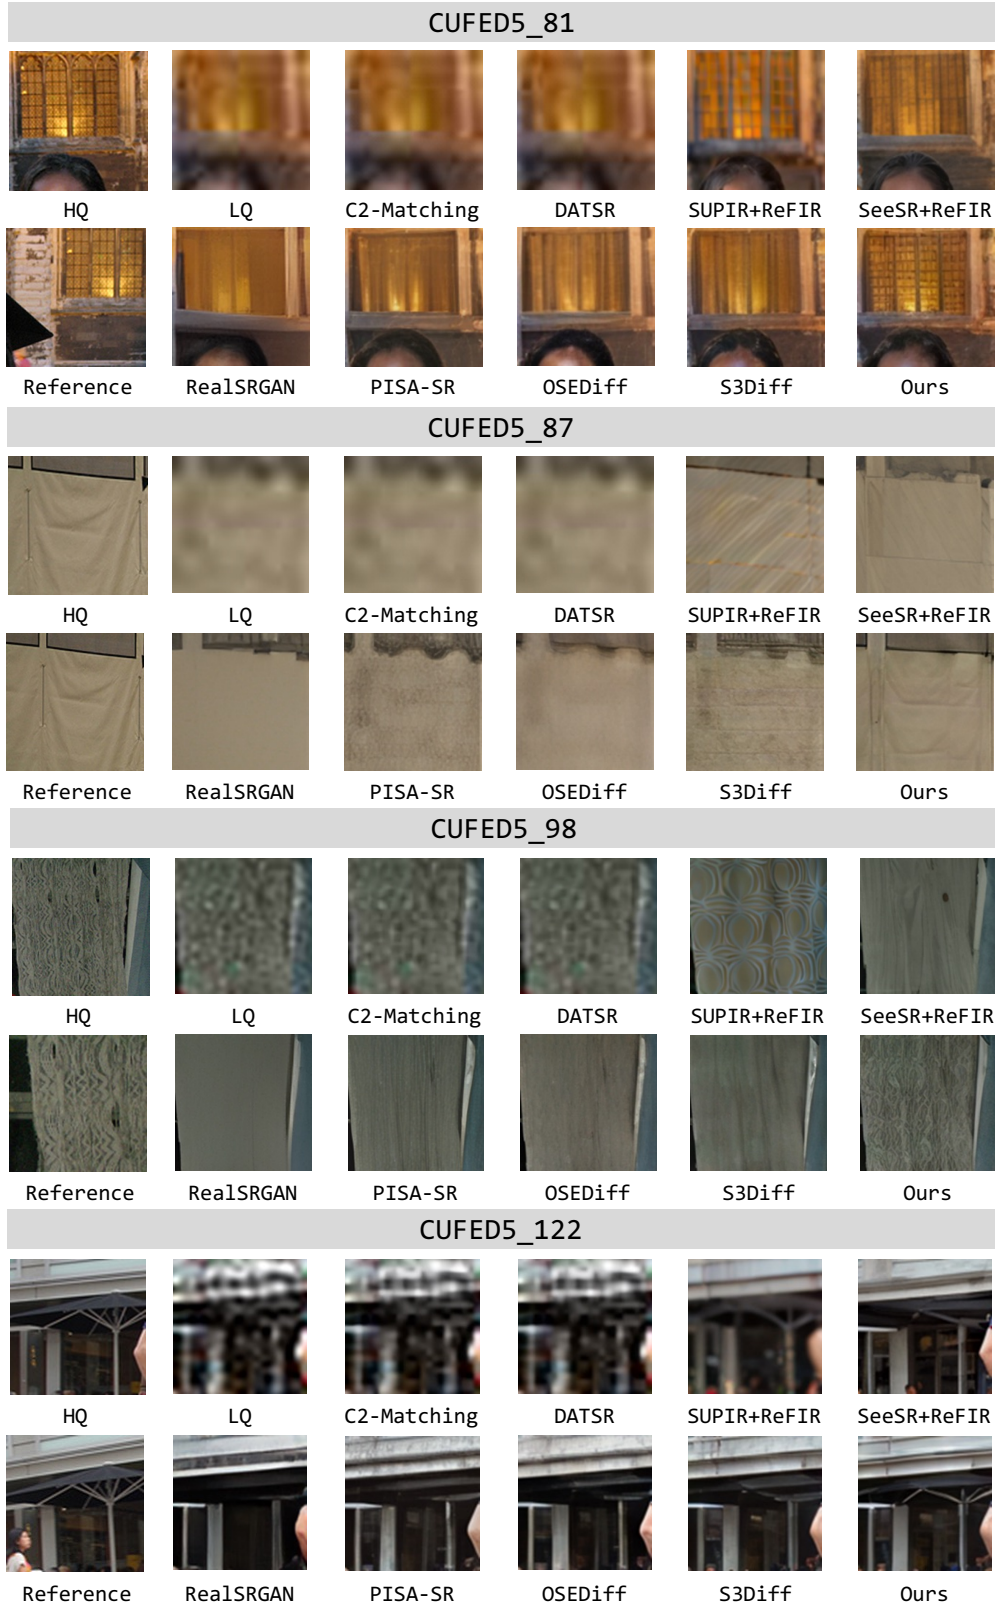 CUFED5_81
HQ LQ C2-Matching DATSR SUPIR+ReFIR SeeSR+ReFIR
Reference RealSRGAN PISA-SR OSEDiff S3Diff Ours
CUFED5_87
HQ LQ C2-Matching DATSR SUPIR+ReFIR SeeSR+ReFIR
Reference RealSRGAN PISA-SR OSEDiff S3Diff Ours
CUFED5_98
HQ LQ C2-Matching DATSR SUPIR+ReFIR SeeSR+ReFIR
Reference RealSRGAN PISA-SR OSEDiff S3Diff Ours
CUFED5_122
HQ LQ C2-Matching DATSR SUPIR+ReFIR SeeSR+ReFIR
Reference RealSRGAN PISA-SR OSEDiff S3Diff Ours